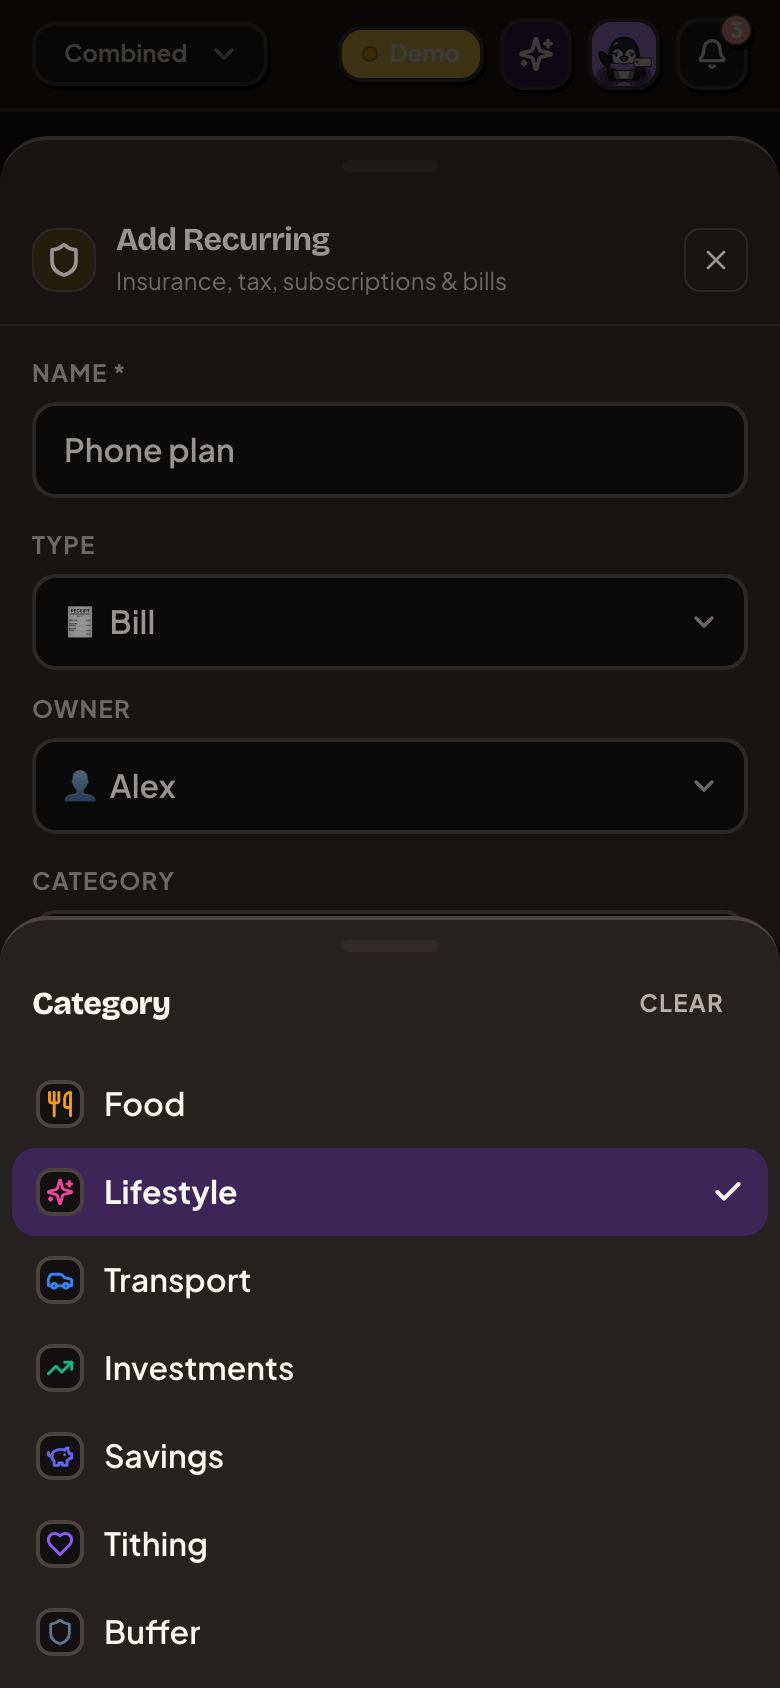 Combined
Demo
3
Add Recurring
Insurance, tax, subscriptions & bills
NAME *
Phone plan
TYPE
RECEIPT
Bill
OWNER
Alex
CATEGORY
Category
CLEAR
Food
Lifestyle
Transport
Investments
Savings
Tithing
Buffer